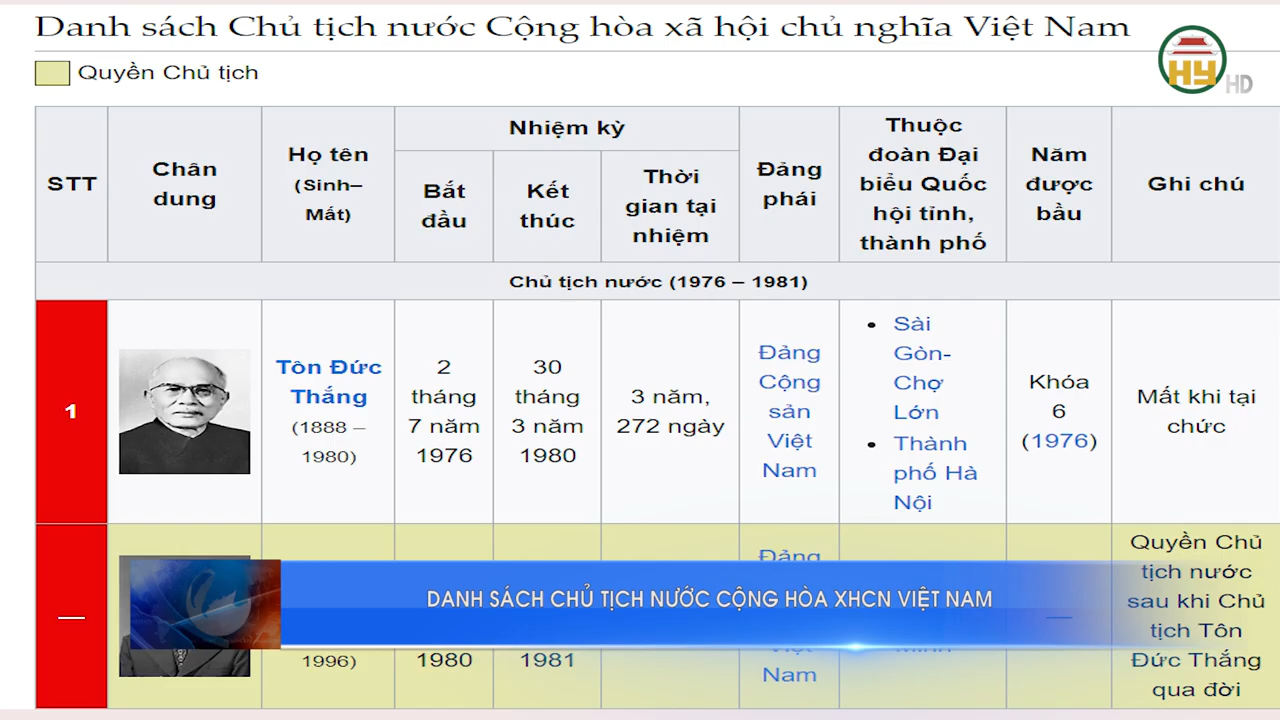 Danh sách Chủ tịch nước Cộng hòa xã hội chủ nghĩa Việt Nam
HY
HD
Quyền Chủ tịch
STT
Chân
dung
Họ tên
(Sinh–
Mất)
Nhiệm kỳ
Bắt
đầu
Kết
thúc
Thời
gian tại
nhiệm
Đảng
phái
Thuộc
đoàn Đại
biểu Quốc
hội tỉnh,
thành phố
Năm
được
bầu
Ghi chú
Chủ tịch nước (1976 – 1981)
1
Tôn Đức
Thắng
(1888 –
1980)
2
tháng
7 năm
1976
30
tháng
3 năm
1980
3 năm,
272 ngày
Đảng
Cộng
sản
Việt
Nam
• Sài
Gòn-
Chợ
Lớn
• Thành
phố Hà
Nội
Khóa
6
(1976)
Mất khi tại
chức
—
1996)
1980
1981
Đảng
Việt
Nam
—
Quyền Chủ
tịch nước
sau khi Chủ
tịch Tôn
Đức Thắng
qua đời
DANH SÁCH CHỦ TỊCH NƯỚC CỘNG HÒA XHCN VIỆT NAM